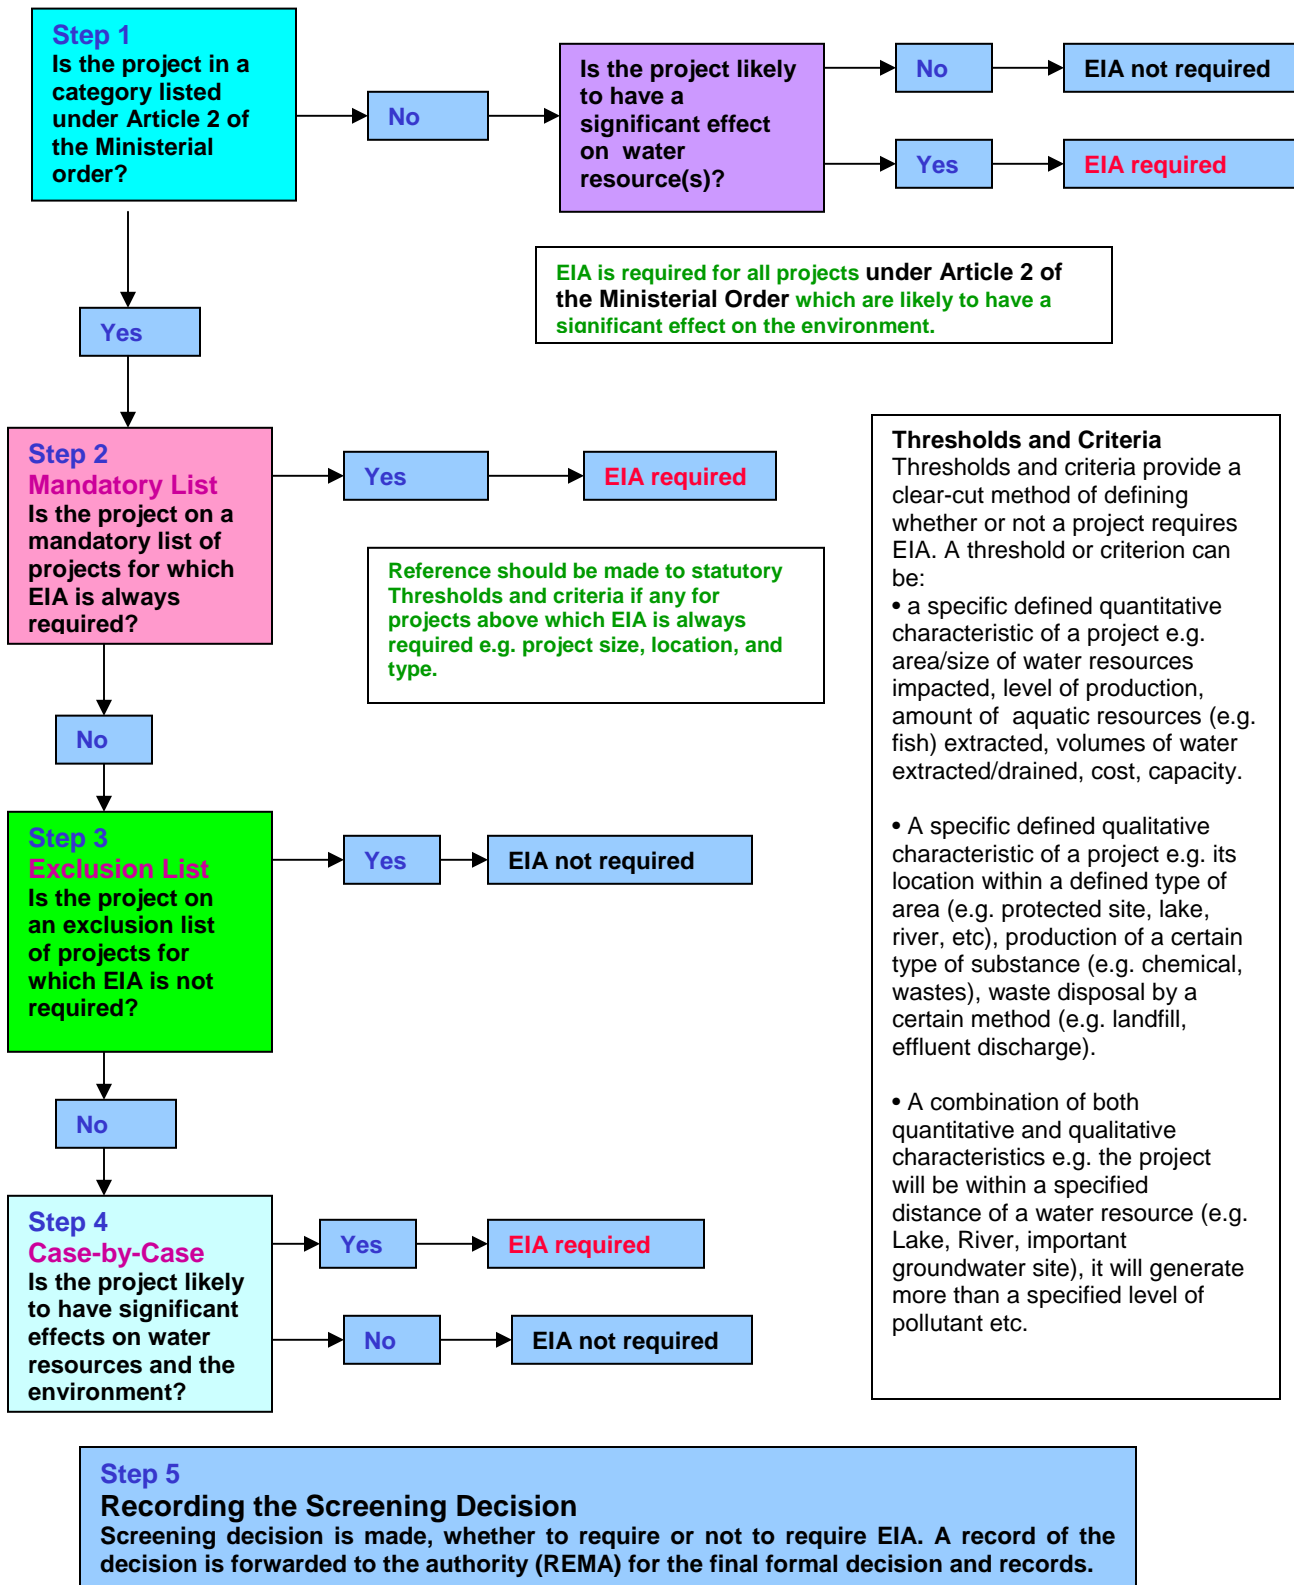 Step 1
Is the project in a
category listed
under Article 2 of
the Ministerial
order?
No
Is the project likely
to have a
significant effect
on water
resource(s)?
No
EIA not required
Yes
EIA required
EIA is required for all projects under Article 2 of
the Ministerial Order which are likely to have a
significant effect on the environment.
Yes
Step 2
Mandatory List
Is the project on a
mandatory list of
projects for which
EIA is always
required?
Yes
EIA required
Reference should be made to statutory
Thresholds and criteria if any for
projects above which EIA is always
required e.g. project size, location, and
type.
No
Step 3
Exclusion List
Is the project on
an exclusion list
of projects for
which EIA is not
required?
Yes
EIA not required
No
Step 4
Case-by-Case
Is the project likely
to have significant
effects on water
resources and the
environment?
Yes
EIA required
No
EIA not required
Thresholds and Criteria
Thresholds and criteria provide a
clear-cut method of defining
whether or not a project requires
EIA. A threshold or criterion can
be:
• a specific defined quantitative
characteristic of a project e.g.
area/size of water resources
impacted, level of production,
amount of aquatic resources (e.g.
fish) extracted, volumes of water
extracted/drained, cost, capacity.
• A specific defined qualitative
characteristic of a project e.g. its
location within a defined type of
area (e.g. protected site, lake,
river, etc), production of a certain
type of substance (e.g. chemical,
wastes), waste disposal by a
certain method (e.g. landfill,
effluent discharge).
• A combination of both
quantitative and qualitative
characteristics e.g. the project
will be within a specified
distance of a water resource (e.g.
Lake, River, important
groundwater site), it will generate
more than a specified level of
pollutant etc.
Step 5
Recording the Screening Decision
Screening decision is made, whether to require or not to require EIA. A record of the
decision is forwarded to the authority (REMA) for the final formal decision and records.